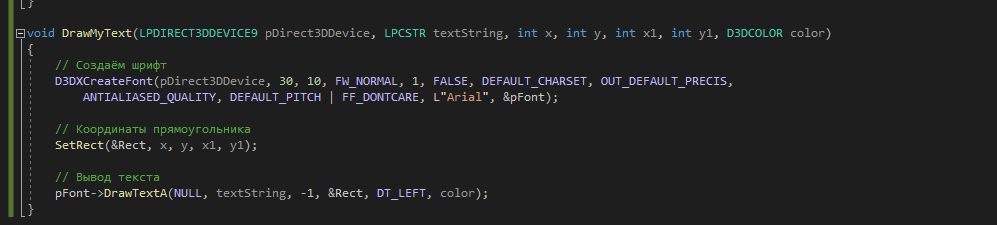 }
void DrawMyText(LPDIRECT3DDEVICE9 pDirect3DDevice, LPCSTR textString, int x, int y, int x1, int y1, D3DCOLOR color)
{
// Создаём шрифт
D3DXCreateFont(pDirect3DDevice, 30, 10, FW_NORMAL, 1, FALSE, DEFAULT_CHARSET, OUT_DEFAULT_PRECIS,
ANTIALIASED_QUALITY, DEFAULT_PITCH | FF_DONTCARE, L"Arial", &pFont);
// Координаты прямоугольника
SetRect(&Rect, x, y, x1, y1);
// Вывод текста
pFont->DrawTextA(NULL, textString, -1, &Rect, DT_LEFT, color);
}